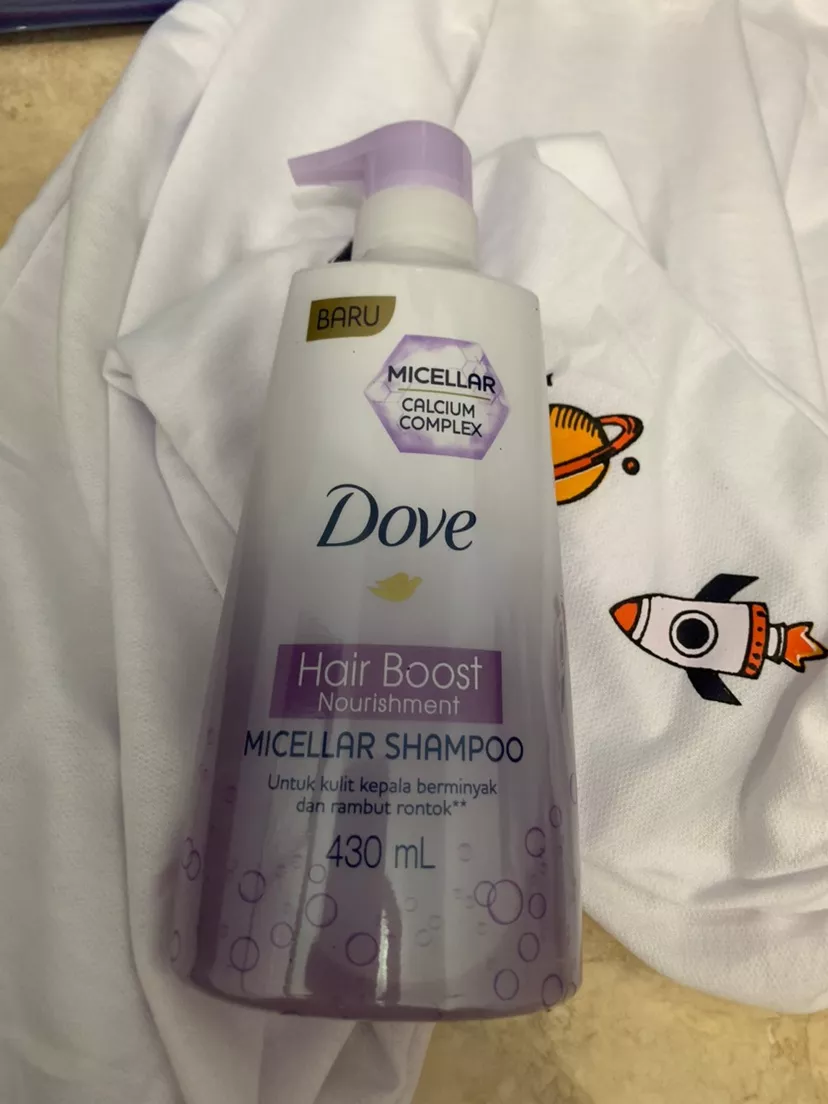 BARU
MICELLAR
CALCIUM
COMPLEX
Dove
Hair Boost
Nourishment
MICELLAR SHAMPOO
Untuk kulit kepala berminyak
dan rambut rontok**
430 mL